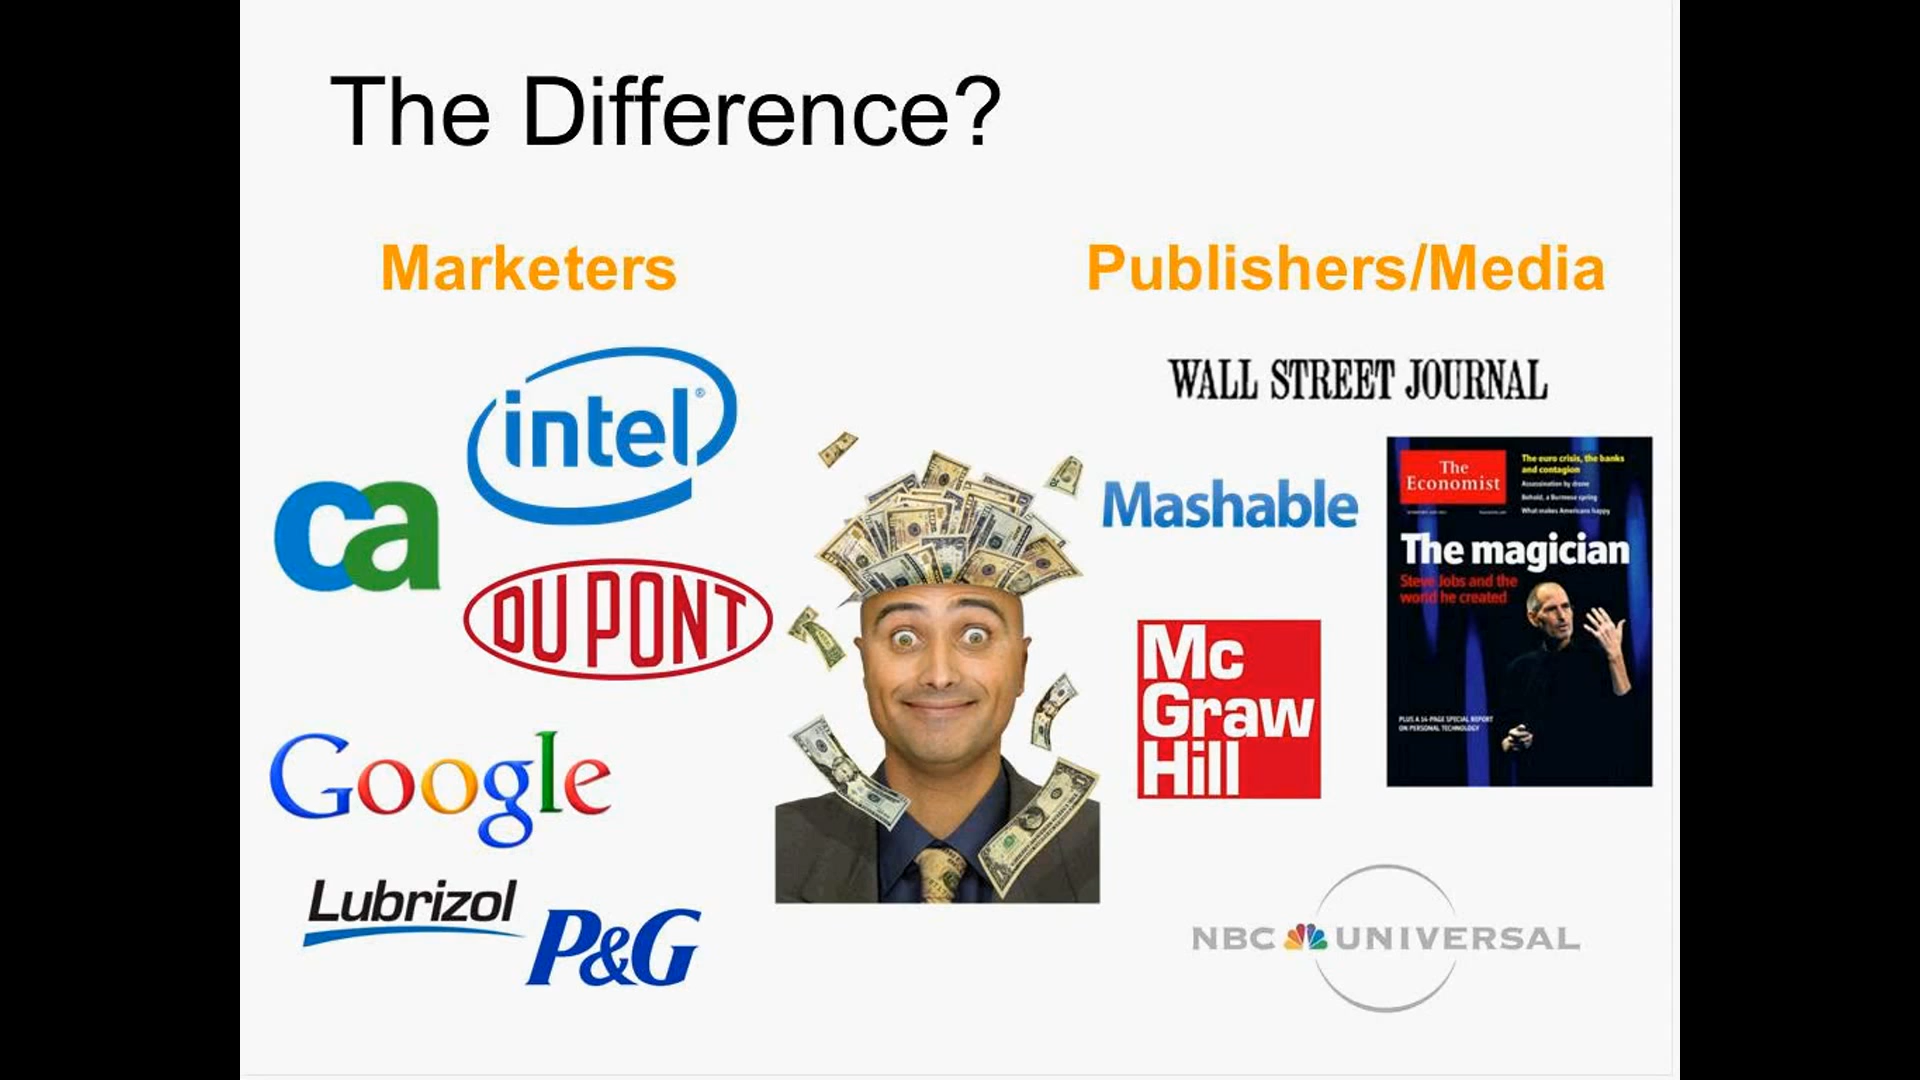 The Difference?
Marketers
Publishers/Media
intel®
ca
DU PONT
Google
Lubrizol
P&G
WALL STREET JOURNAL
Mashable
The
Economist
The euro crisis, the banks
and contagion
Assassination by drone
Behold, a Burmese spring
What makes Americans happy
The magician
Steve Jobs and the
world he created
PLUS A 14-PAGE SPECIAL REPORT
ON PERSONAL TECHNOLOGY
Mc
Graw
Hill
NBC UNIVERSAL